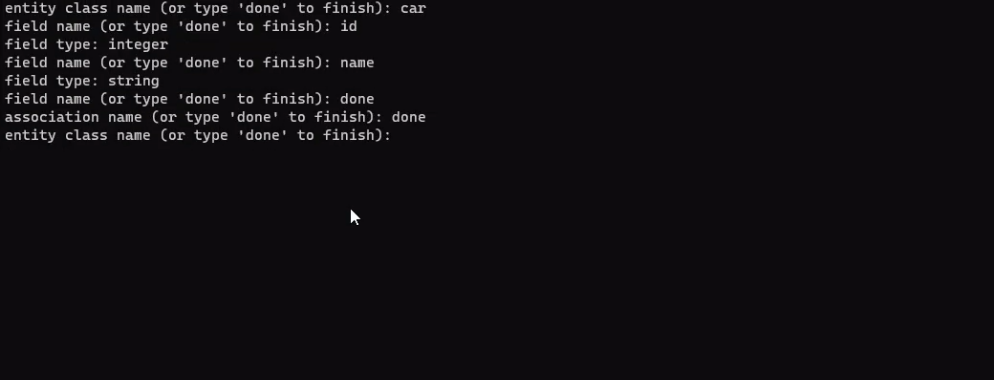 entity class name (or type 'done' to finish): car
field name (or type 'done' to finish): id
field type: integer
field name (or type 'done' to finish): name
field type: string
field name (or type 'done' to finish): done
association name (or type 'done' to finish): done
entity class name (or type 'done' to finish):